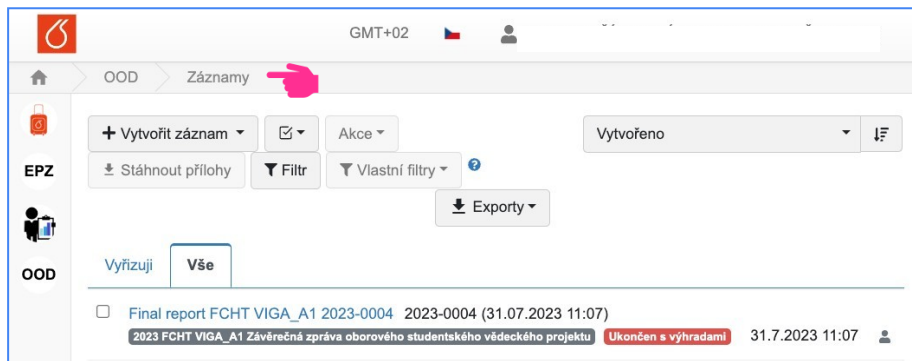 GMT+02
OOD Záznamy
+ Vytvořit záznam Akce Vytvořeno
EPZ
Stáhnout přílohy Filtr Vlastní filtry ?
Exporty
OOD
Vyřizuji Vše
Final report FCHT VIGA_A1 2023-0004 2023-0004 (31.07.2023 11:07)
2023 FCHT VIGA_A1 Závěrečná zpráva oborového studentského vědeckého projektu Ukončen s výhradami 31.7.2023 11:07